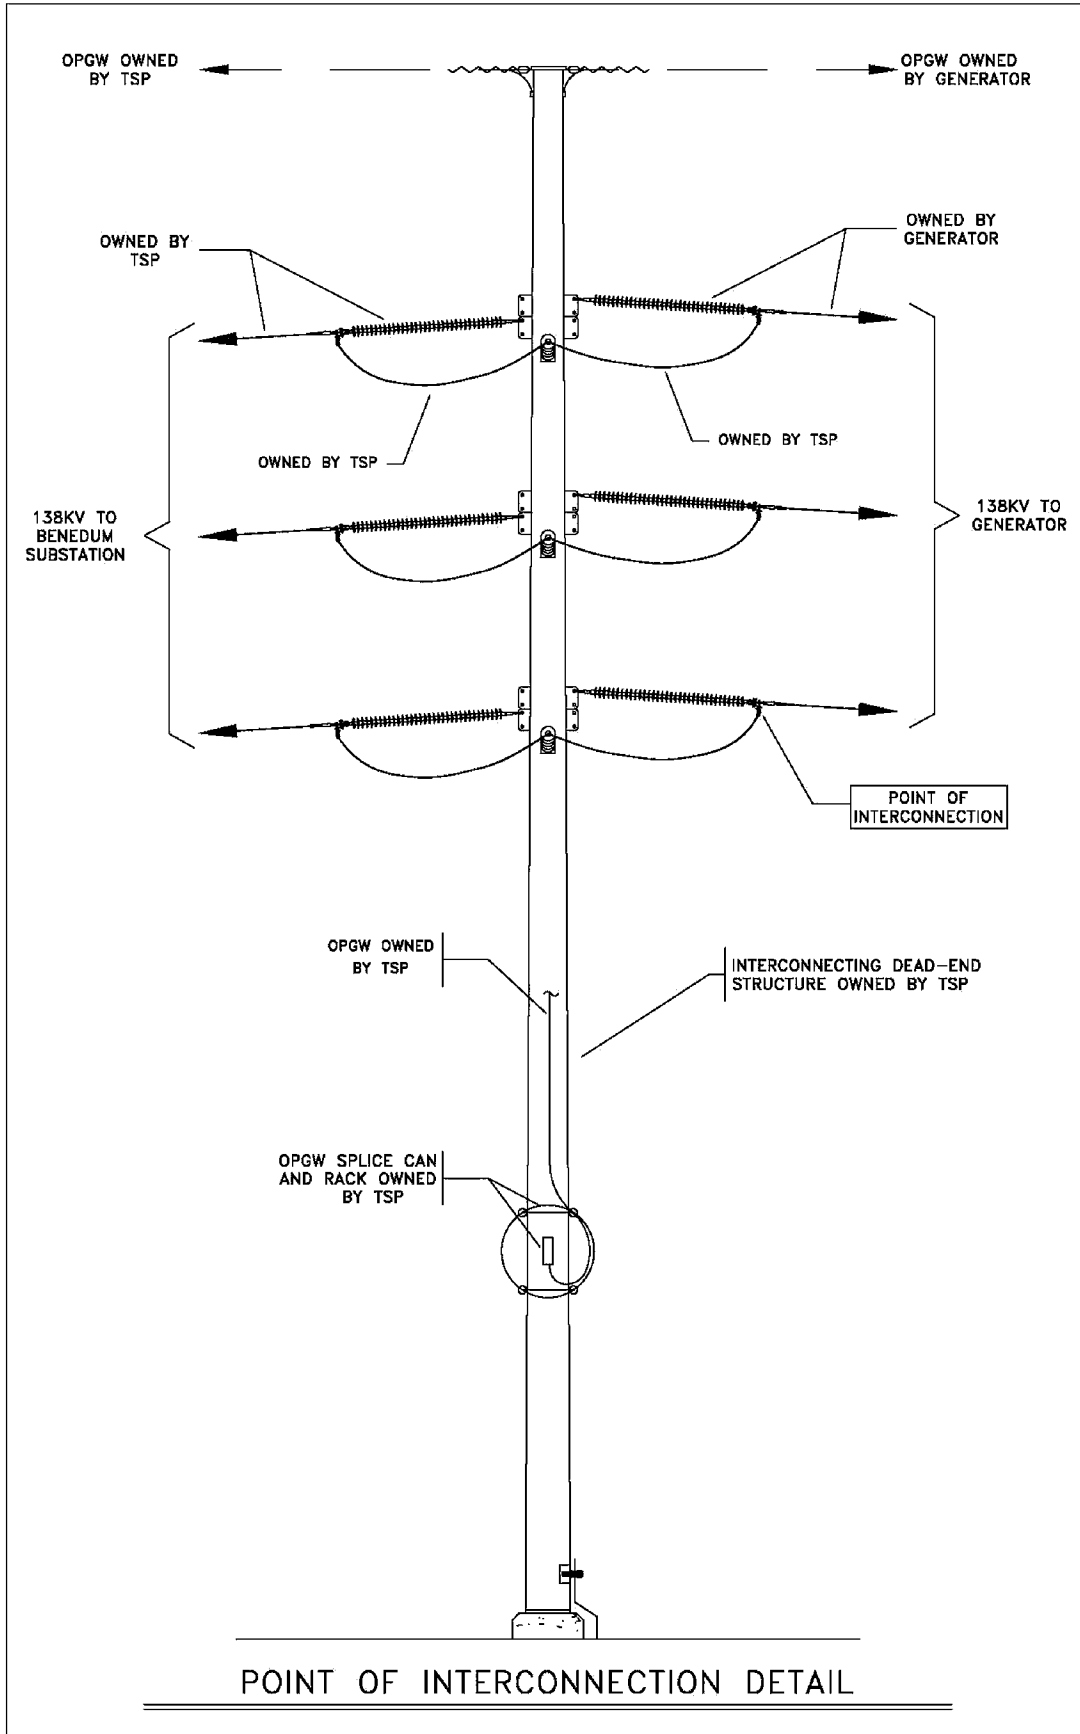 OPGW OWNED
BY TSP
OPGW OWNED
BY GENERATOR
OWNED BY
TSP
OWNED BY
GENERATOR
OWNED BY TSP
OWNED BY TSP
138KV TO
BENEDUM
SUBSTATION
138KV TO
GENERATOR
POINT OF
INTERCONNECTION
OPGW OWNED
BY TSP
INTERCONNECTING DEAD-END
STRUCTURE OWNED BY TSP
OPGW SPLICE CAN
AND RACK OWNED
BY TSP
POINT OF INTERCONNECTION DETAIL